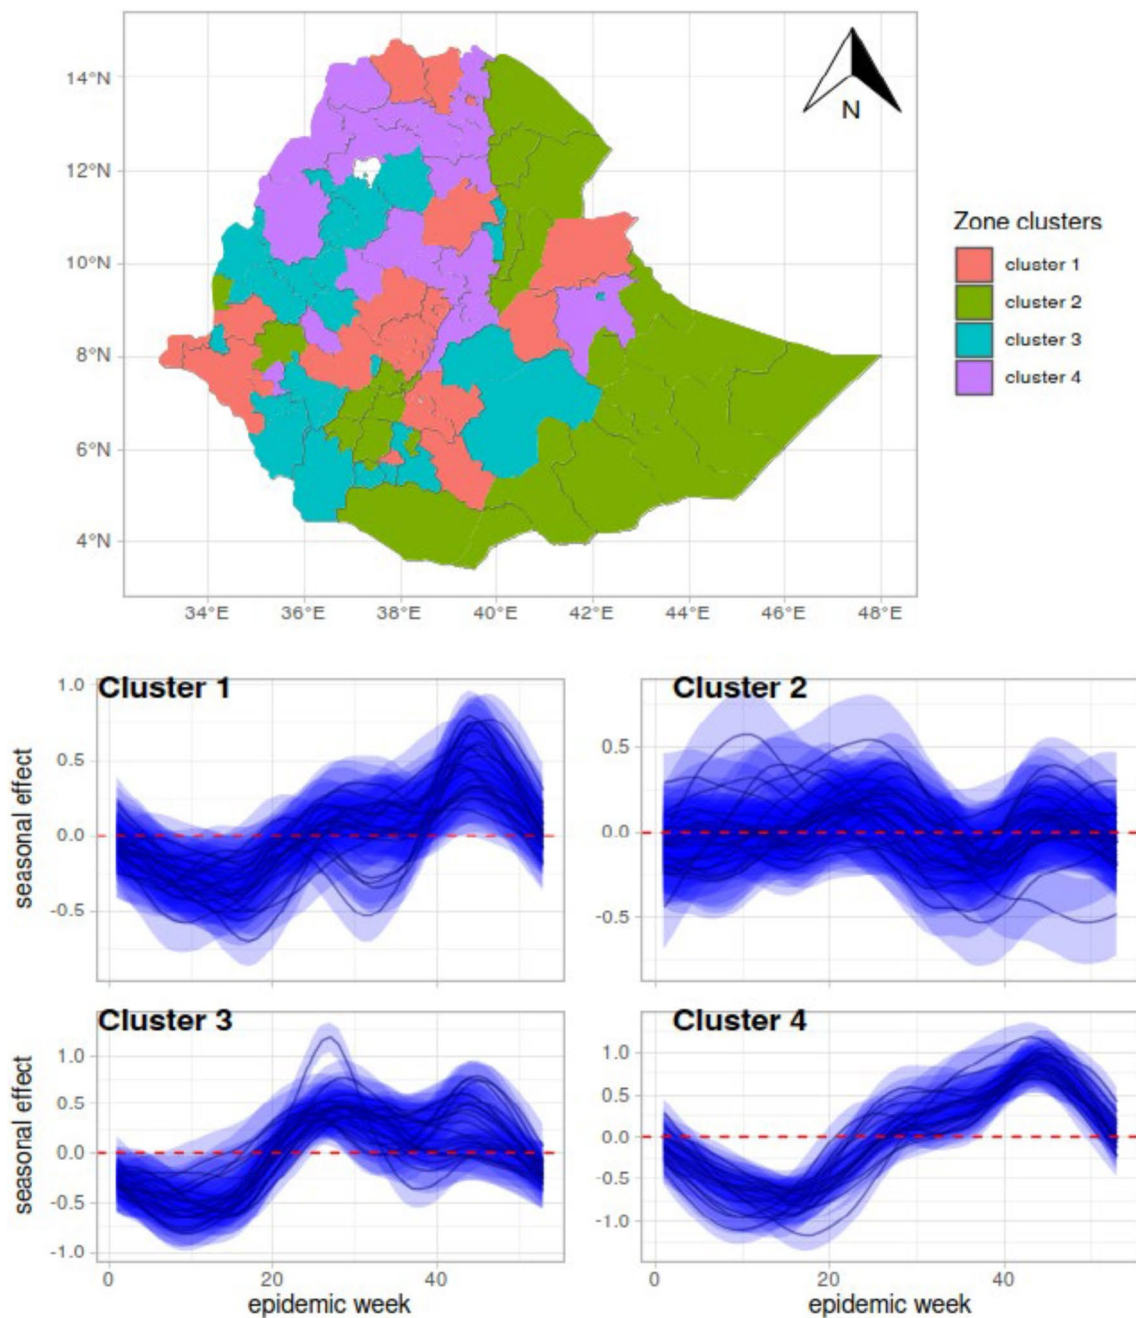 14°N
12°N
10°N
8°N
6°N
4°N
34°E 36°E 38°E 40°E 42°E 44°E 46°E 48°E
N
Zone clusters
cluster 1
cluster 2
cluster 3
cluster 4
Cluster 1
seasonal effect
1.0
0.5
0.0
-0.5
Cluster 2
0.5
0.0
-0.5
Cluster 3
seasonal effect
1.0
0.5
0.0
-0.5
-1.0
0 20 40
epidemic week
Cluster 4
1.0
0.5
0.0
-0.5
-1.0
0 20 40
epidemic week